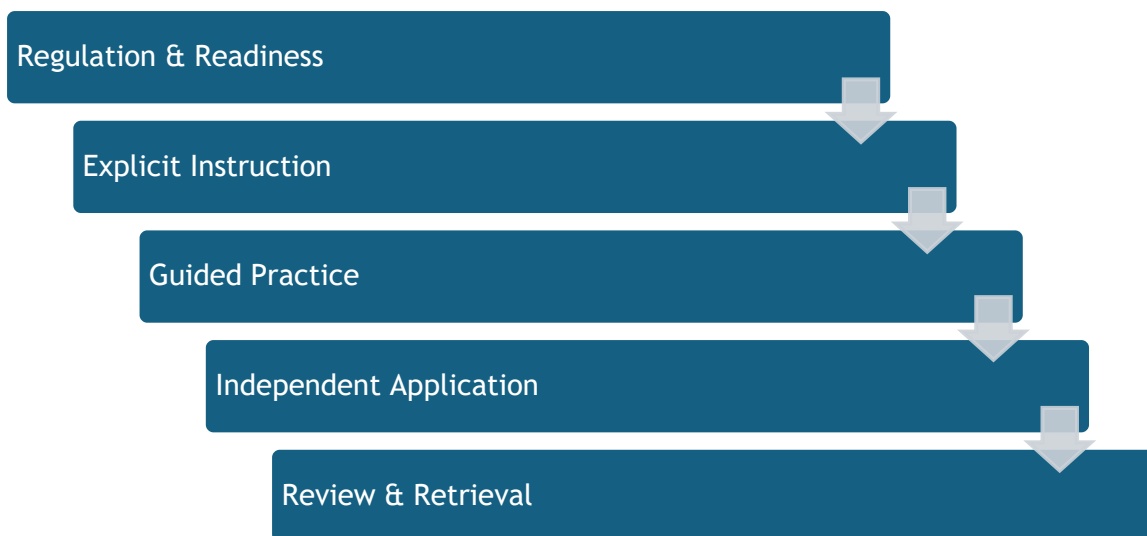 Regulation & Readiness
Explicit Instruction
Guided Practice
Independent Application
Review & Retrieval